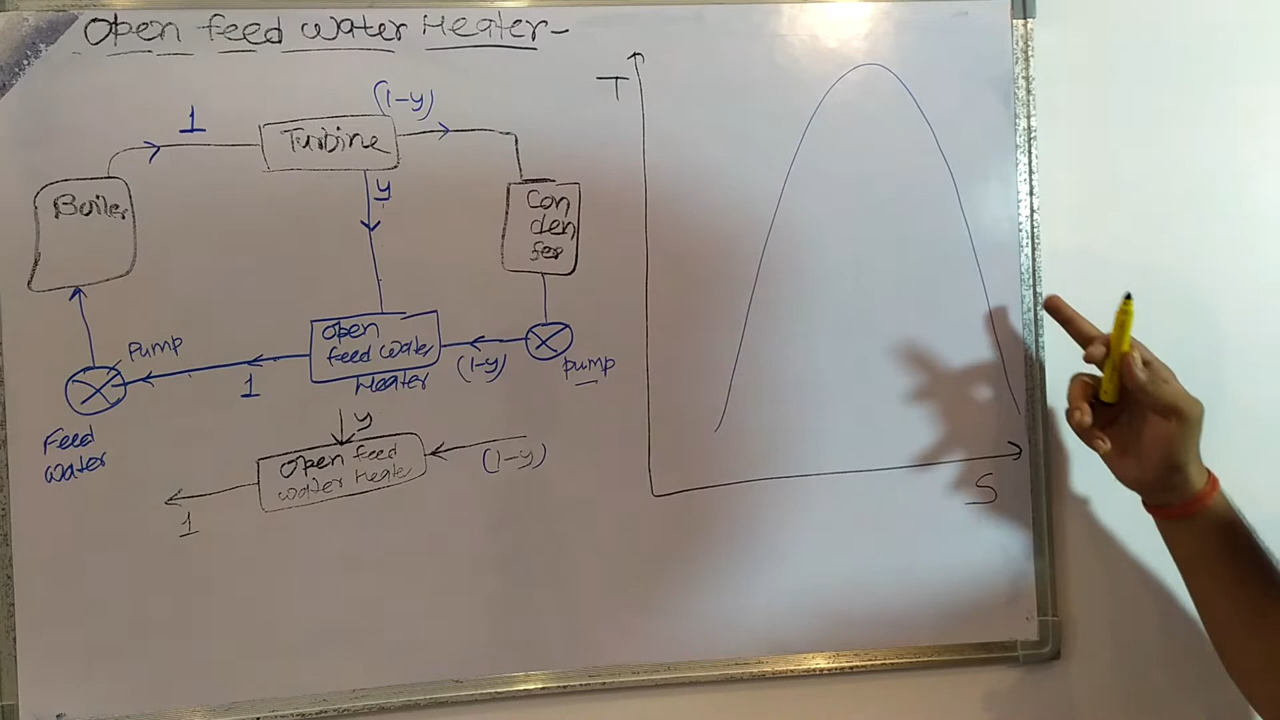 Open feed water Heater-
(1-y)
1
Turbine
y
Boiler
Con
den
ser
T
Open
feed water
Heater
Pump
1
(1-y)
pump
Feed
water
y
Open feed
water Heater
(1-y)
1
S